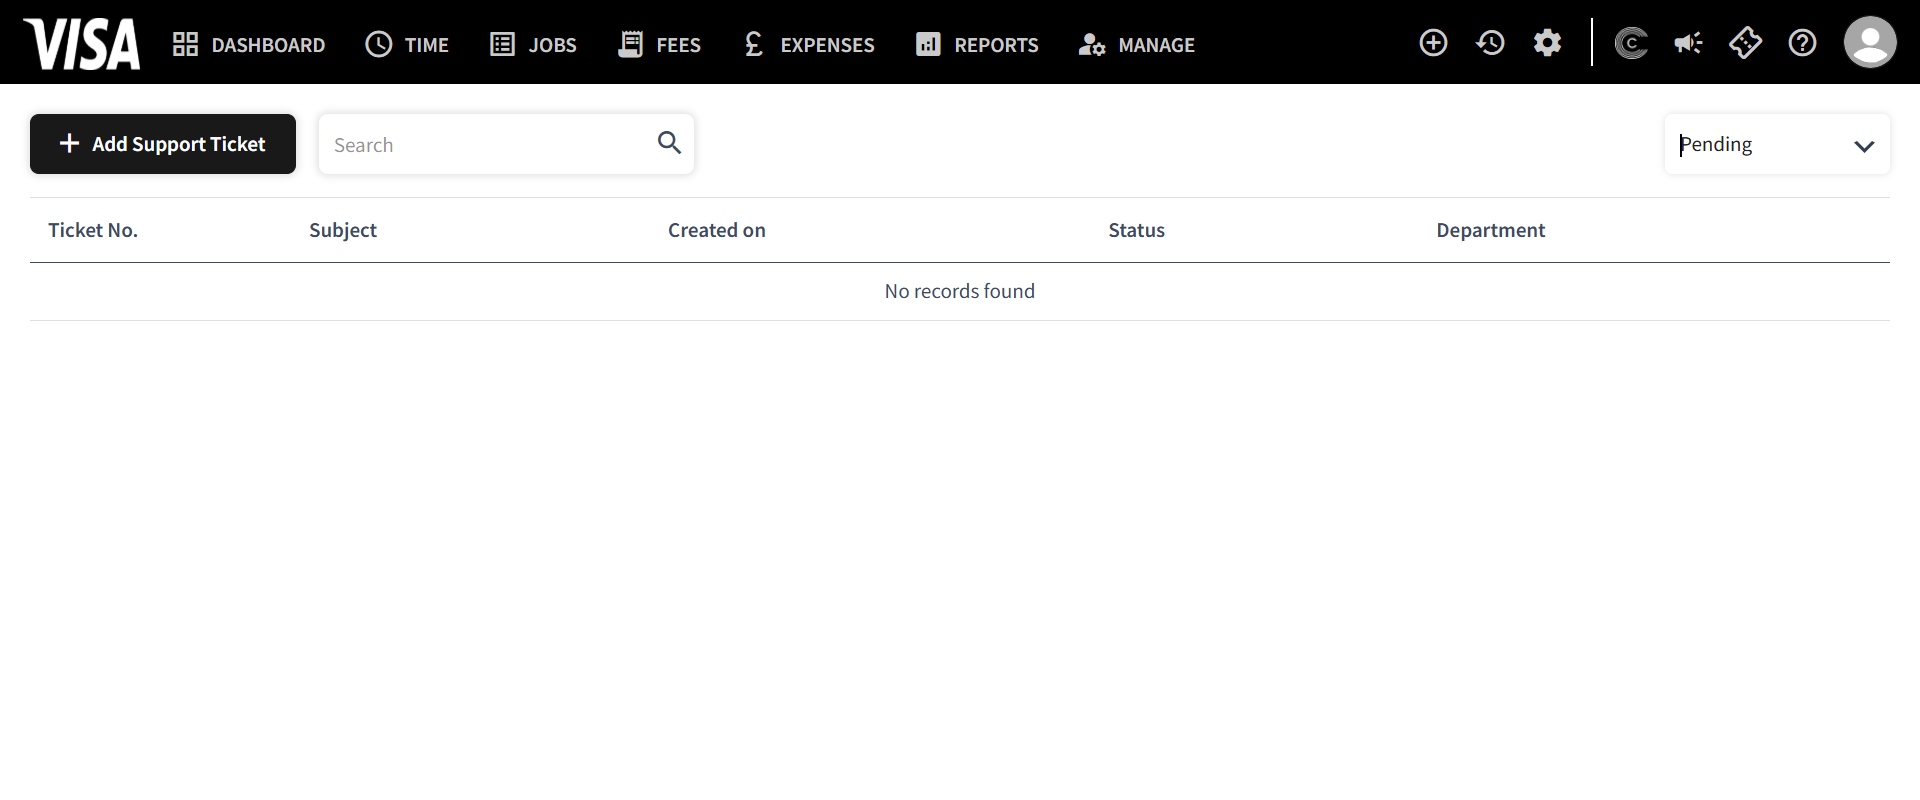 VISA DASHBOARD TIME JOBS FEES £ EXPENSES REPORTS MANAGE C ?
+ Add Support Ticket Search Pending
Ticket No. Subject Created on Status Department
No records found